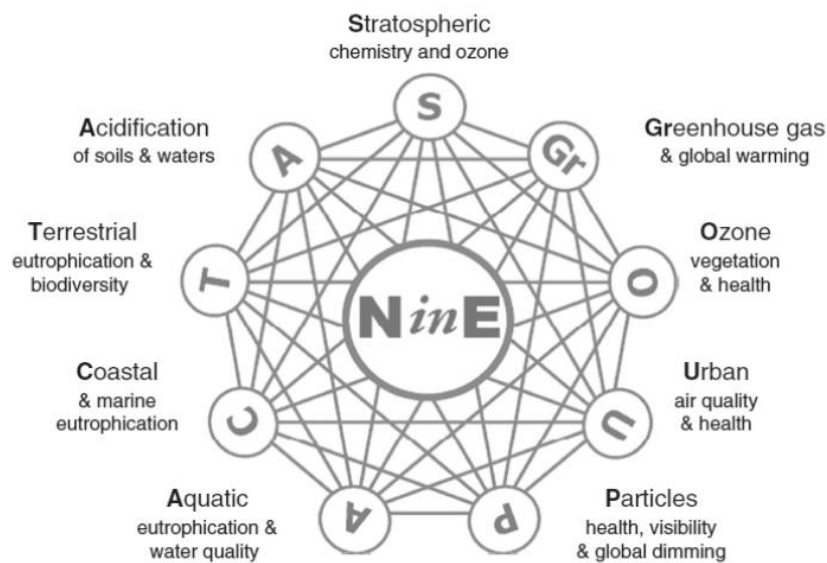 Stratospheric
chemistry and ozone
S
Acidification
of soils & waters
A
Gr
Greenhouse gas
& global warming
Terrestrial
eutrophication &
biodiversity
T
NinE
O
Ozone
vegetation
& health
Coastal
& marine
eutrophication
C
U
Urban
air quality
& health
Aquatic
eutrophication &
water quality
A
P
Particles
health, visibility
& global dimming